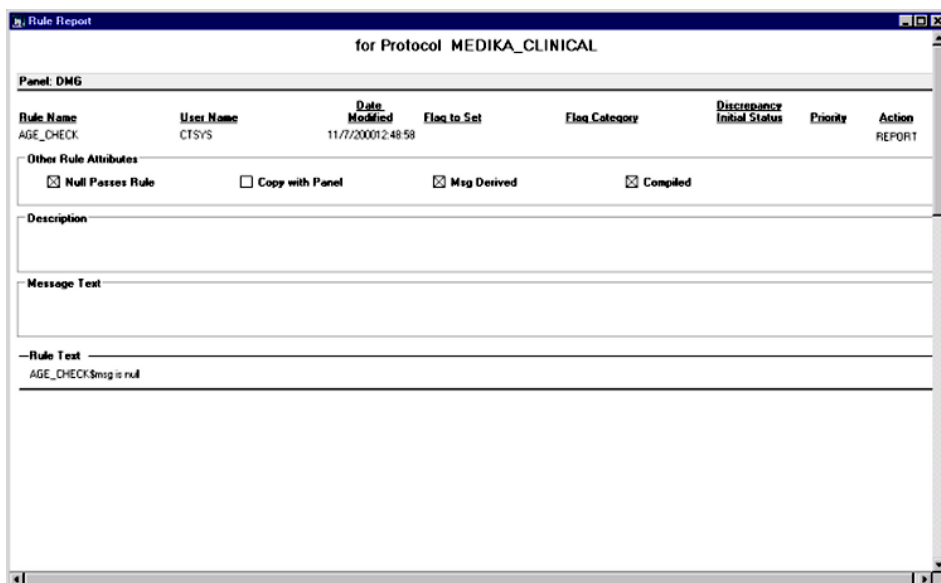 Rule Report
for Protocol MEDIKA_CLINICAL
Panel: DMG
Rule Name User Name Date Modified Flag to Set Flag Category Discrepancy Initial Status Priority Action
AGE_CHECK CTSYS 11/7/200012:48:58 REPORT
Other Rule Attributes
Null Passes Rule Copy with Panel Msg Derived Compiled
Description
Message Text
Rule Text
AGE_CHECK$msg is null